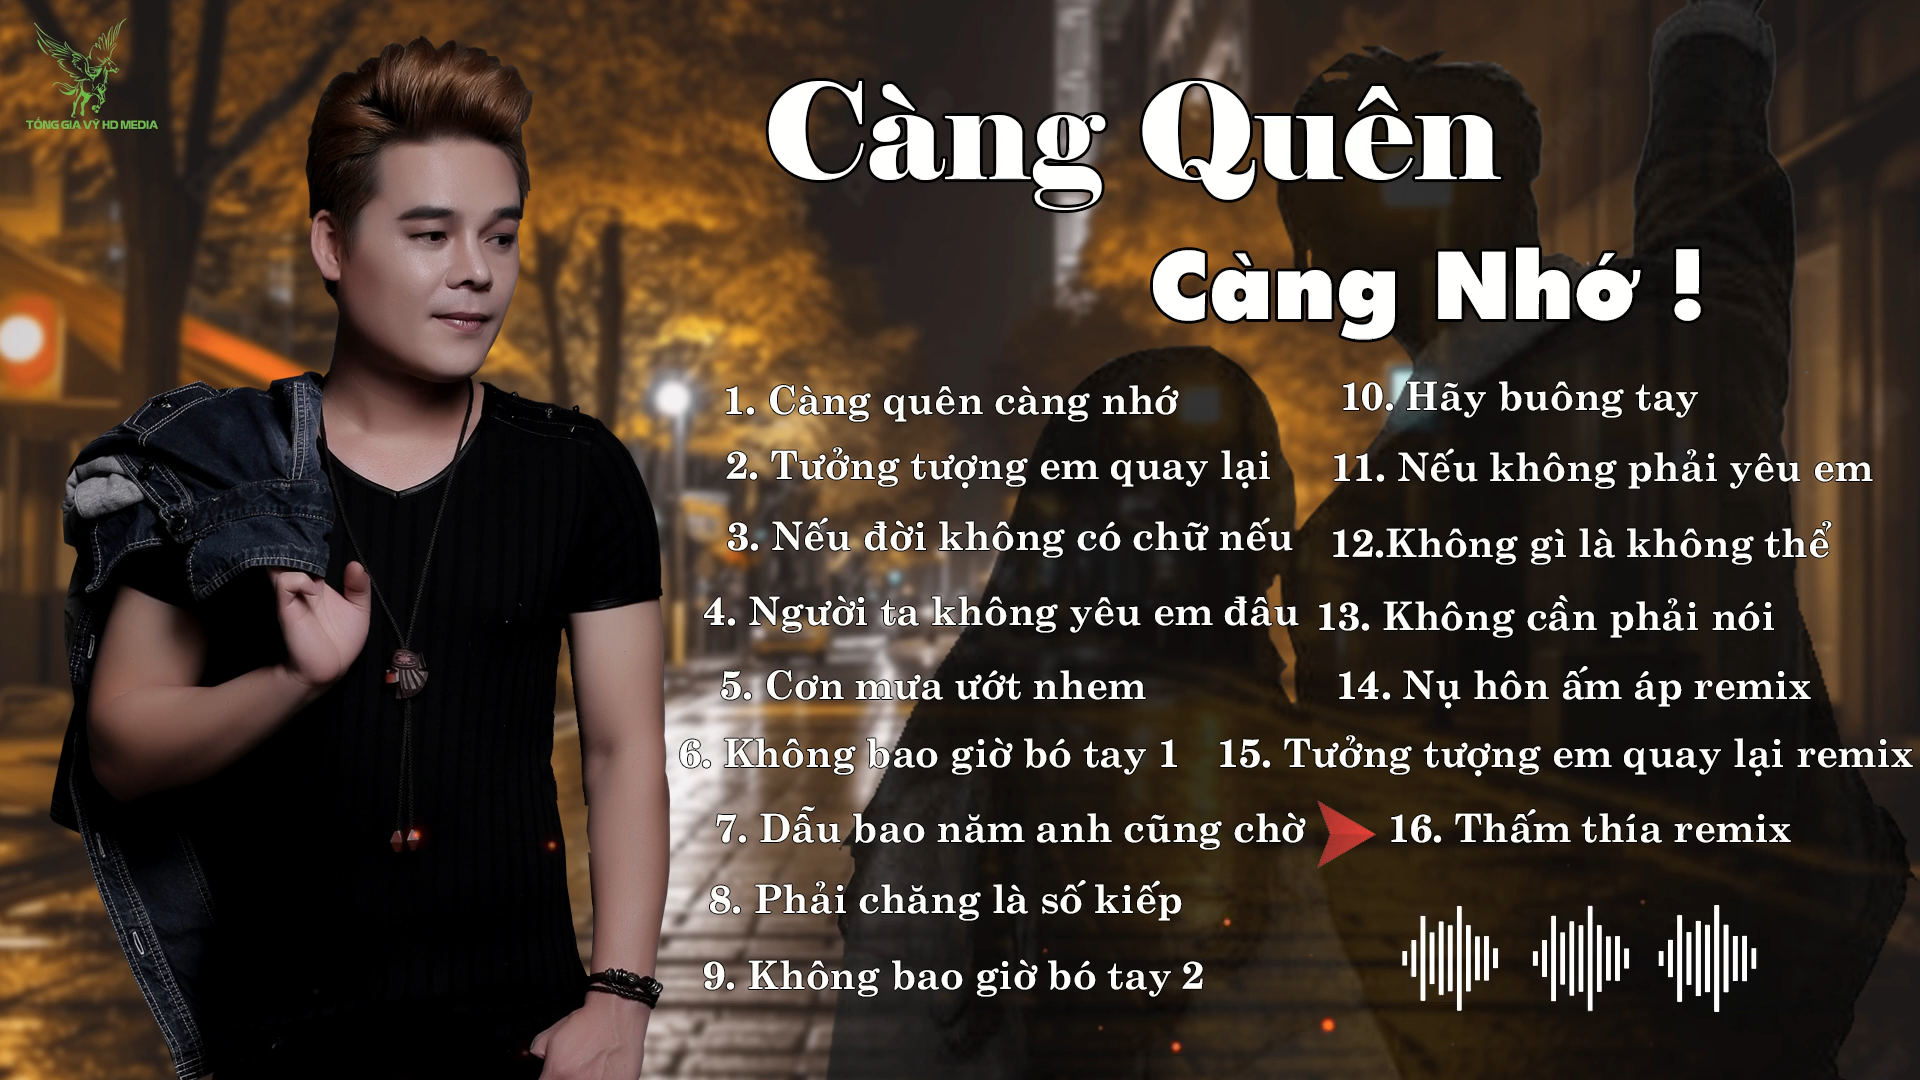 TỐNG GIA VỸ HD MEDIA
Càng Quên
Càng Nhớ !
1. Càng quên càng nhớ
2. Tưởng tượng em quay lại
3. Nếu đời không có chữ nếu
4. Người ta không yêu em đâu
5. Cơn mưa ướt nhem
6. Không bao giờ bó tay 1
7. Dẫu bao năm anh cũng chờ
8. Phải chăng là số kiếp
9. Không bao giờ bó tay 2
10. Hãy buông tay
11. Nếu không phải yêu em
12.Không gì là không thể
13. Không cần phải nói
14. Nụ hôn ấm áp remix
15. Tưởng tượng em quay lại remix
16. Thấm thía remix